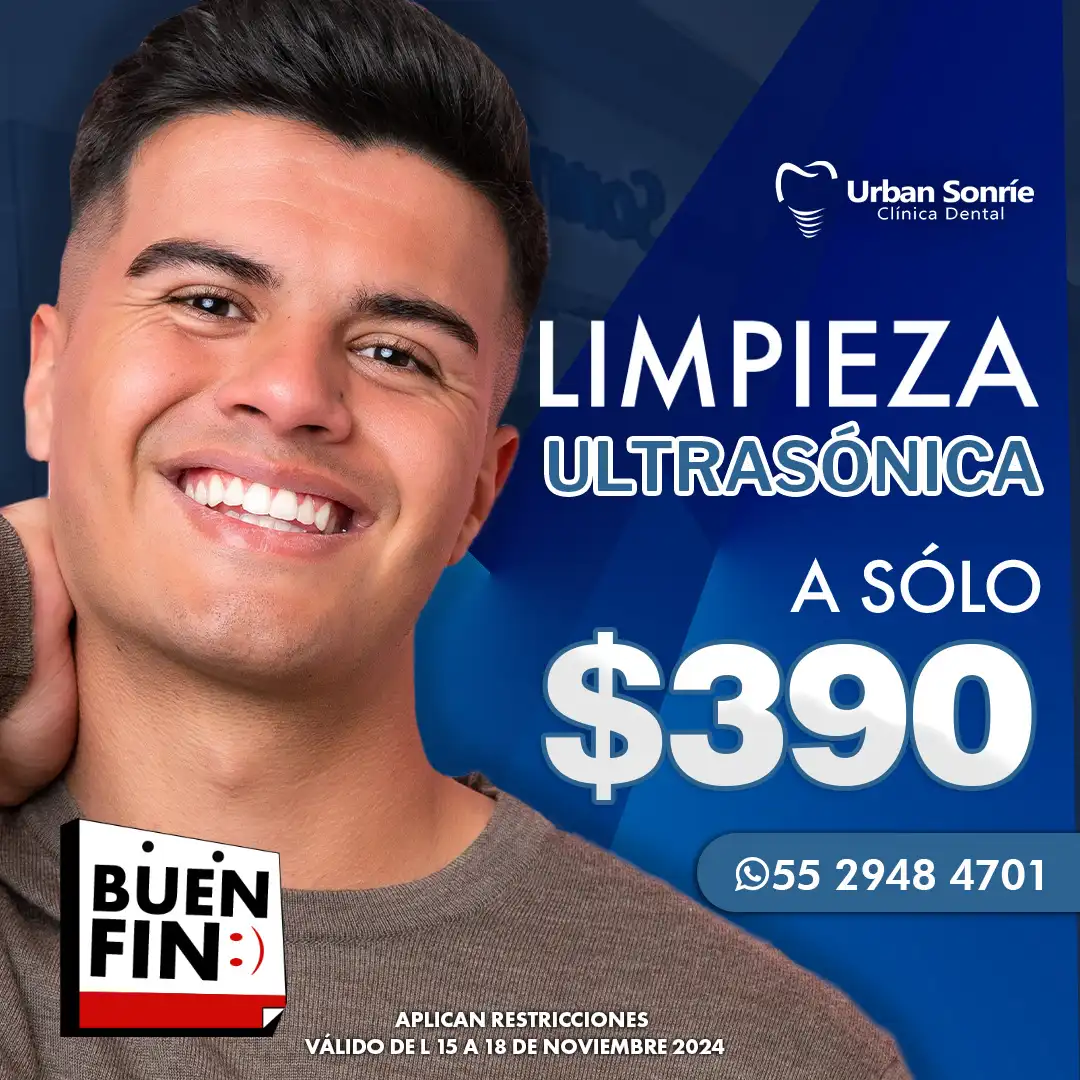 Urban Sonríe
Clínica Dental
LIMPIEZA
ULTRASÓNICA
A SÓLO
$390
55 2948 4701
BUEN
FIN:)
APLICAN RESTRICCIONES
VÁLIDO DE L 15 A 18 DE NOVIEMBRE 2024